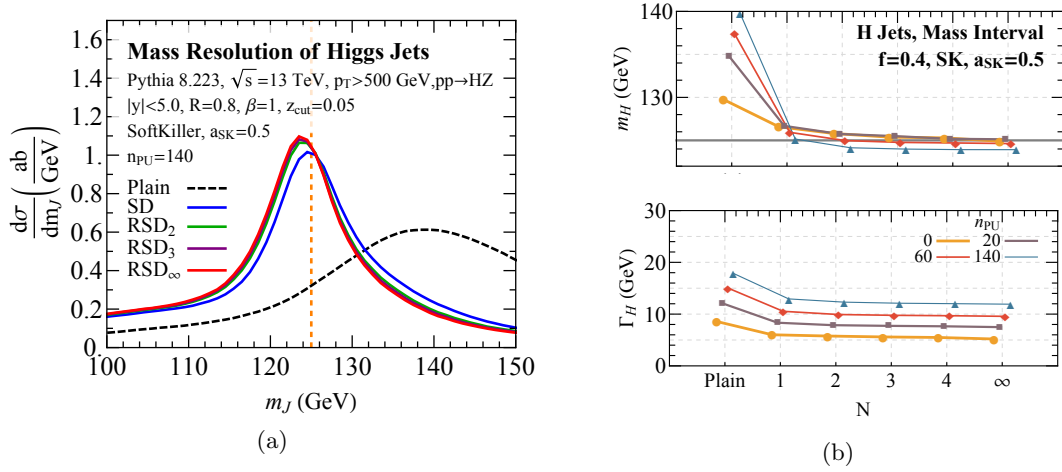 Mass Resolution of Higgs Jets
Pythia 8.223, √s =13 TeV, pT>500 GeV,pp→HZ
|y|<5.0, R=0.8, β=1, zcut=0.05
SoftKiller, aSK=0.5
nPU=140
Plain
SD
RSD2
RSD3
RSD∞
dσ/dmJ (ab/GeV)
1.6
1.4
1.2
1
0.8
0.6
0.4
0.2
0
100 110 120 130 140 150
mJ (GeV)
(a)
H Jets, Mass Interval
f=0.4, SK, aSK=0.5
mH (GeV)
140
130
nPU
0 20
60 140
ΓH (GeV)
30
20
10
0
Plain 1 2 3 4 ∞
N
(b)